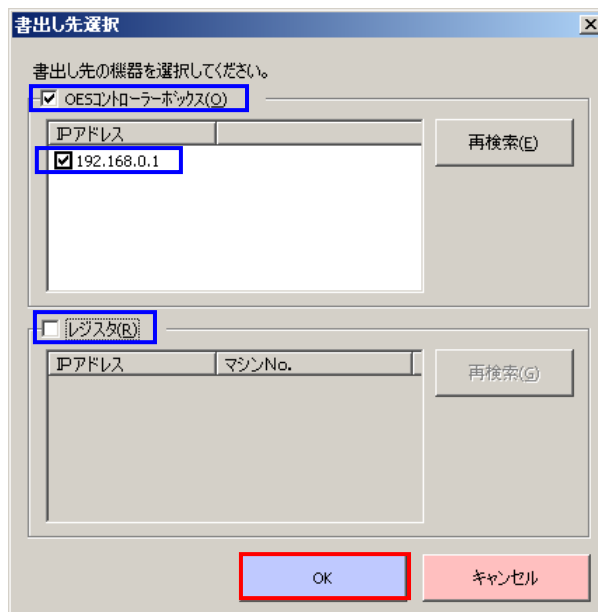 書出し先選択
書出し先の機器を選択してください。
OESコントローラーボックス(O)
IPアドレス
再検索(E)
192.168.0.1
レジスタ(R)
IPアドレス マシンNo.
再検索(G)
OK キャンセル